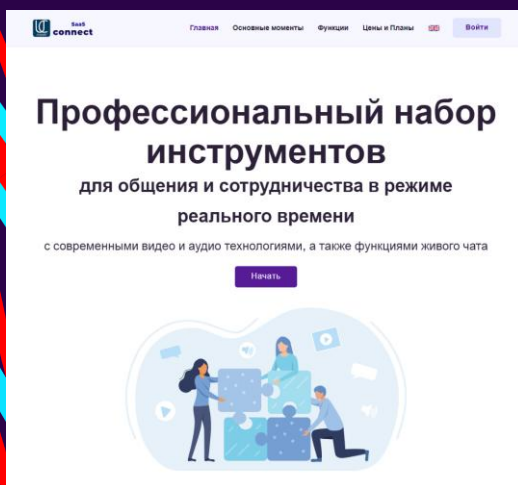 SaaS
connect
Главная Основные моменты Функции Цены и Планы Войти
Профессиональный набор
инструментов
для общения и сотрудничества в режиме
реального времени
с современными видео и аудио технологиями, а также функциями живого чата
Начать